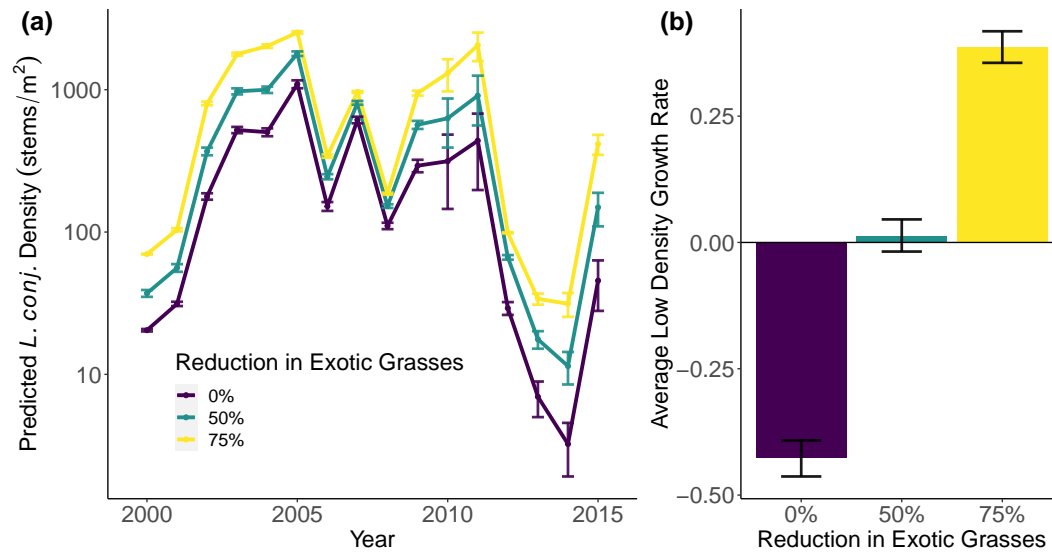 (a)
Predicted L. conj. Density (stems/m²)
1000
100
10
Reduction in Exotic Grasses
0%
50%
75%
2000 2005 2010 2015
Year
(b)
Average Low Density Growth Rate
0.25
0.00
−0.25
−0.50
0% 50% 75%
Reduction in Exotic Grasses